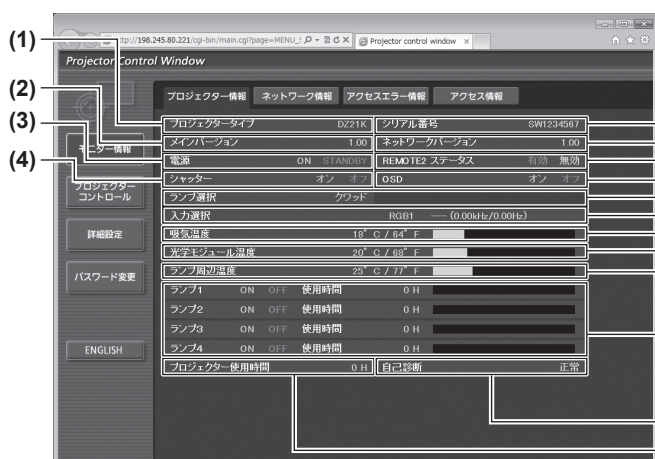 (1)
(2)
(3)
(4)
http://198.245.80.221/cgi-bin/main.cgi?page=MENU_
Projector control window
Projector Control Window
モニター情報
プロジェクター
コントロール
詳細設定
パスワード変更
ENGLISH
プロジェクター情報 ネットワーク情報 アクセスエラー情報 アクセス情報
プロジェクタータイプ DZ21K シリアル番号 SW1234567
メインバージョン 1.00 ネットワークバージョン 1.00
電源 ON STANDBY REMOTE2 ステータス 有効 無効
シャッター オン オフ OSD オン オフ
ランプ選択 クワッド
入力選択 RGB1 --- (0.00kHz/0.00Hz)
吸気温度 18° C / 64° F
光学モジュール温度 20° C / 68° F
ランプ周辺温度 25° C / 77° F
ランプ1 ON OFF 使用時間 0 H
ランプ2 ON OFF 使用時間 0 H
ランプ3 ON OFF 使用時間 0 H
ランプ4 ON OFF 使用時間 0 H
プロジェクター使用時間 0 H 自己診断 正常